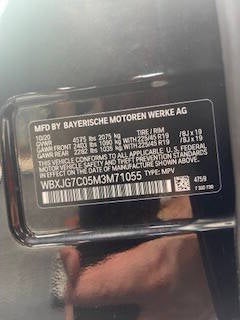 MFD BY BAYERISCHE MOTOREN WERKE AG
10/20
GVWR 4575 lbs 2075 kg TIRE / RIM
GAWR FRONT 2403 lbs 1090 kg WITH 225/45 R19 / 8J x 19
GAWR REAR 2282 lbs 1035 kg WITH 225/45 R19 / 8J x 19
THIS VEHICLE CONFORMS TO ALL APPLICABLE FEDERAL
MOTOR VEHICLE SAFETY, BUMPER, AND
THEFT PREVENTION STANDARDS IN EFFECT ON THE
DATE OF MANUFACTURE SHOWN ABOVE.
WBXJG7C05M3M71055 TYPE: MPV
475/9